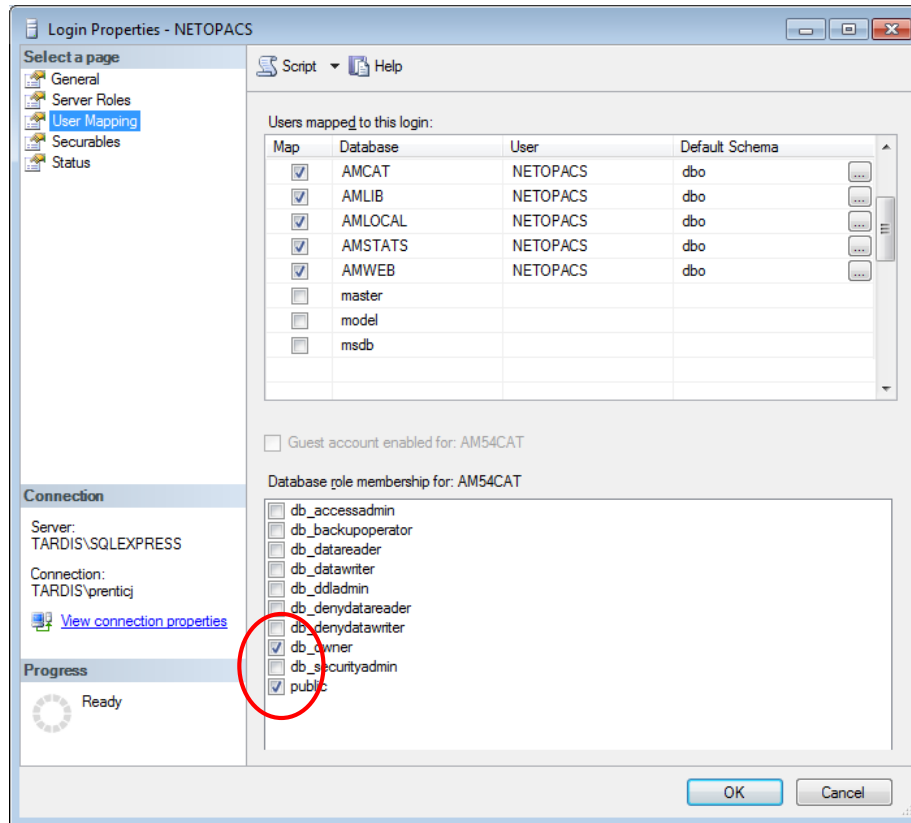 Login Properties - NETOPACS
Select a page
General
Server Roles
User Mapping
Securables
Status
Script Help
Users mapped to this login:
Map Database User Default Schema
AMCAT NETOPACS dbo ...
AMLIB NETOPACS dbo ...
AMLOCAL NETOPACS dbo ...
AMSTATS NETOPACS dbo ...
AMWEB NETOPACS dbo ...
master
model
msdb
Guest account enabled for: AM54CAT
Database role membership for: AM54CAT
db_accessadmin
db_backupoperator
db_datareader
db_datawriter
db_ddladmin
db_denydatareader
db_denydatawriter
db_owner
db_securityadmin
public
Connection
Server:
TARDIS\SQLEXPRESS
Connection:
TARDIS\prenticj
View connection properties
Progress
Ready
OK Cancel